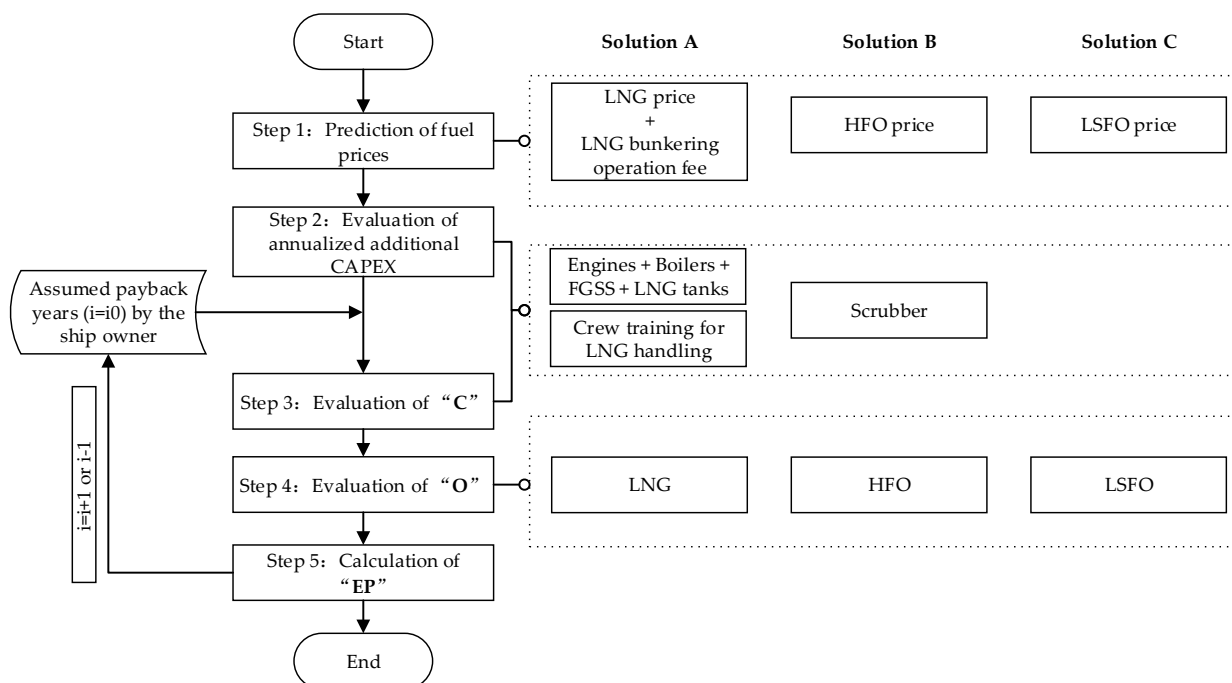 Start
Solution A
Solution B
Solution C
Step 1：Prediction of fuel
prices
LNG price
+
LNG bunkering
operation fee
HFO price
LSFO price
Step 2：Evaluation of
annualized additional
CAPEX
Assumed payback
years (i=i0) by the
ship owner
Engines + Boilers +
FGSS + LNG tanks
Crew training for
LNG handling
Scrubber
Step 3：Evaluation of “C”
i=i+1 or i-1
Step 4：Evaluation of “O”
LNG
HFO
LSFO
Step 5：Calculation of
“EP”
End